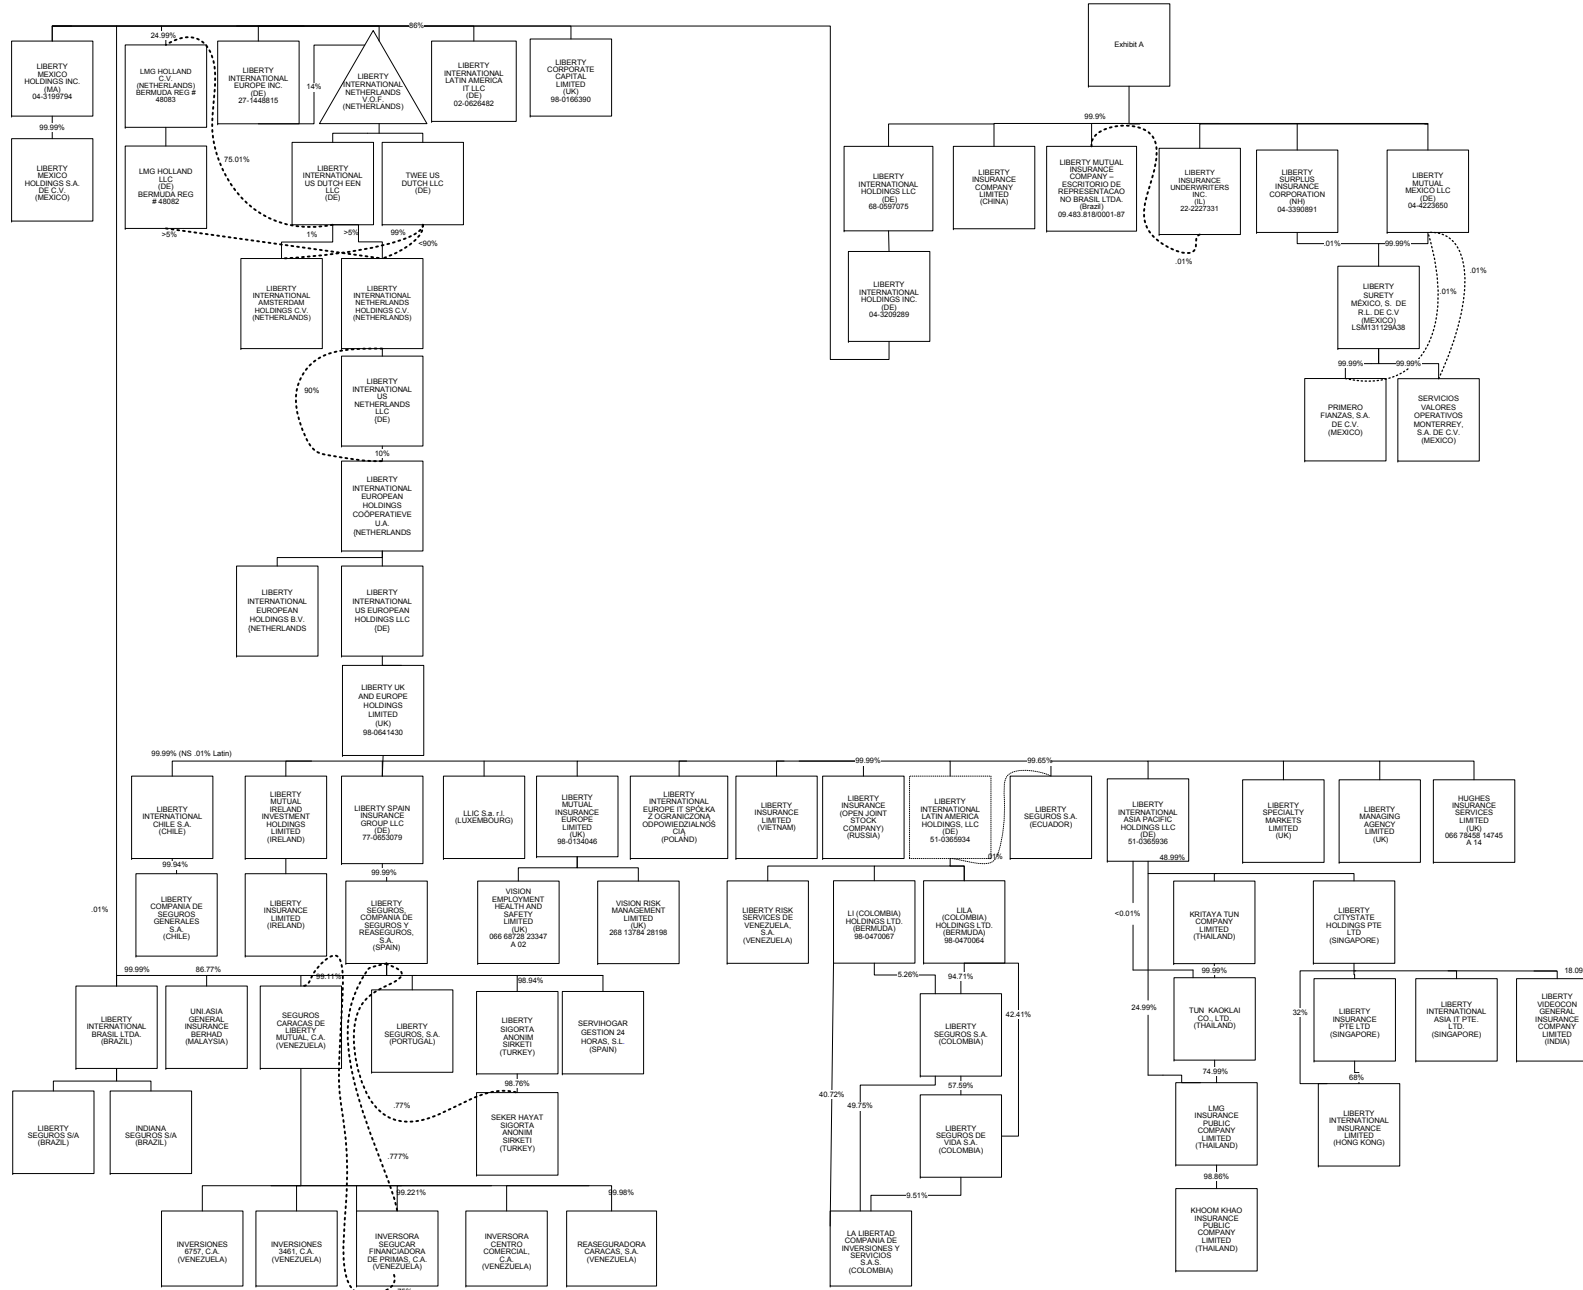 86%
24.99%
LIBERTY
MEXICO
HOLDINGS INC.
(MA)
04-3199794
LMG HOLLAND
C.V.
(NETHERLANDS)
BERMUDA REG #
48083
LIBERTY
INTERNATIONAL
EUROPE INC.
(DE)
27-1448815
14%
LIBERTY
INTERNATIONAL
NETHERLANDS
V.O.F.
(NETHERLANDS)
LIBERTY
INTERNATIONAL
LATIN AMERICA
IT LLC
(DE)
02-0626482
LIBERTY
CORPORATE
CAPITAL
LIMITED
(UK)
98-0166390
Exhibit A
99.99%
LIBERTY
MEXICO
HOLDINGS S.A.
DE C.V.
(MEXICO)
LMG HOLLAND
LLC
(DE)
BERMUDA REG
# 48082
75.01%
LIBERTY
INTERNATIONAL
US DUTCH EEN
LLC
(DE)
TWEE US
DUTCH LLC
(DE)
99.9%
LIBERTY
INTERNATIONAL
HOLDINGS LLC
(DE)
68-0597075
LIBERTY
INSURANCE
COMPANY
LIMITED
(CHINA)
LIBERTY MUTUAL
INSURANCE
COMPANY –
ESCRITORIO DE
REPRESENTACAO
NO BRASIL LTDA.
(Brazil)
09.483.818/0001-87
LIBERTY
INSURANCE
UNDERWRITERS
INC.
(IL)
22-2227331
LIBERTY
SURPLUS
INSURANCE
CORPORATION
(NH)
04-3390891
LIBERTY
MUTUAL
MEXICO LLC
(DE)
04-4223650
>5%
1%
>5%
99%
<90%
.01%
.01%
99.99%
.01%
.01%
LIBERTY
INTERNATIONAL
AMSTERDAM
HOLDINGS C.V.
(NETHERLANDS)
LIBERTY
INTERNATIONAL
NETHERLANDS
HOLDINGS C.V.
(NETHERLANDS)
LIBERTY
INTERNATIONAL
HOLDINGS INC.
(DE)
04-3209289
LIBERTY
SURETY
MÉXICO, S. DE
R.L. DE C.V
(MEXICO)
LSM131129A38
99.99%
99.99%
90%
LIBERTY
INTERNATIONAL
US
NETHERLANDS
LLC
(DE)
PRIMERO
FIANZAS, S.A.
DE C.V.
(MEXICO)
SERVICIOS
VALORES
OPERATIVOS
MONTERREY,
S.A. DE C.V.
(MEXICO)
10%
LIBERTY
INTERNATIONAL
EUROPEAN
HOLDINGS
COÖPERATIEVE
U.A.
(NETHERLANDS
LIBERTY
INTERNATIONAL
EUROPEAN
HOLDINGS B.V.
(NETHERLANDS
LIBERTY
INTERNATIONAL
US EUROPEAN
HOLDINGS LLC
(DE)
LIBERTY UK
AND EUROPE
HOLDINGS
LIMITED
(UK)
98-0641430
99.99% (NS .01% Latin)
99.99%
99.65%
LIBERTY
INTERNATIONAL
CHILE S.A.
(CHILE)
LIBERTY
MUTUAL
IRELAND
INVESTMENT
HOLDINGS
LIMITED
(IRELAND)
LIBERTY SPAIN
INSURANCE
GROUP LLC
(DE)
77-0653079
LLIC S.a. r.l.
(LUXEMBOURG)
LIBERTY
MUTUAL
INSURANCE
EUROPE
LIMITED
(UK)
98-0134046
LIBERTY
INTERNATIONAL
EUROPE IT SPÓŁKA
Z OGRANICZONĄ
ODPOWIEDZIALNOŚ
CIĄ
(POLAND)
LIBERTY
INSURANCE
LIMITED
(VIETNAM)
LIBERTY
INSURANCE
(OPEN JOINT
STOCK
COMPANY)
(RUSSIA)
LIBERTY
INTERNATIONAL
LATIN AMERICA
HOLDINGS, LLC
(DE)
51-0365934
LIBERTY
SEGUROS S.A.
(ECUADOR)
LIBERTY
INTERNATIONAL
ASIA PACIFIC
HOLDINGS LLC
(DE)
51-0365936
LIBERTY
SPECIALTY
MARKETS
LIMITED
(UK)
LIBERTY
MANAGING
AGENCY
LIMITED
(UK)
HUGHES
INSURANCE
SERVICES
LIMITED
(UK)
066 78458 14745
A 14
99.94%
99.99%
.01%
48.99%
LIBERTY
COMPANIA DE
SEGUROS
GENERALES
S.A.
(CHILE)
LIBERTY
INSURANCE
LIMITED
(IRELAND)
LIBERTY
SEGUROS,
COMPANIA DE
SEGUROS Y
REASEGUROS,
S.A.
(SPAIN)
VISION
EMPLOYMENT
HEALTH AND
SAFETY
LIMITED
(UK)
066 68728 23347
A 02
VISION RISK
MANAGEMENT
LIMITED
(UK)
268 13784 28198
LIBERTY RISK
SERVICES DE
VENEZUELA,
S.A.
(VENEZUELA)
LI (COLOMBIA)
HOLDINGS LTD.
(BERMUDA)
98-0470067
LILA
(COLOMBIA)
HOLDINGS LTD.
(BERMUDA)
98-0470064
<0.01%
KRITAYA TUN
COMPANY
LIMITED
(THAILAND)
LIBERTY
CITYSTATE
HOLDINGS PTE
LTD
(SINGAPORE)
.01%
99.99%
86.77%
99.11%
98.94%
5.26%
94.71%
99.99%
18.09
LIBERTY
INTERNATIONAL
BRASIL LTDA.
(BRAZIL)
UNI.ASIA
GENERAL
INSURANCE
BERHAD
(MALAYSIA)
SEGUROS
CARACAS DE
LIBERTY
MUTUAL, C.A.
(VENEZUELA)
LIBERTY
SEGUROS, S.A.
(PORTUGAL)
LIBERTY
SIGORTA
ANONIM
SIRKETI
(TURKEY)
SERVIHOGAR
GESTION 24
HORAS, S.L.
(SPAIN)
LIBERTY
SEGUROS S.A.
(COLOMBIA)
42.41%
24.99%
TUN KAOKLAI
CO., LTD.
(THAILAND)
32%
LIBERTY
INSURANCE
PTE LTD
(SINGAPORE)
LIBERTY
INTERNATIONAL
ASIA IT PTE.
LTD.
(SINGAPORE)
LIBERTY
VIDEOCON
GENERAL
INSURANCE
COMPANY
LIMITED
(INDIA)
98.76%
40.72%
49.75%
57.59%
74.99%
68%
LIBERTY
SEGUROS S/A
(BRAZIL)
INDIANA
SEGUROS S/A
(BRAZIL)
.77%
.777%
SEKER HAYAT
SIGORTA
ANONIM
SIRKETI
(TURKEY)
LIBERTY
SEGUROS DE
VIDA S.A.
(COLOMBIA)
LMG
INSURANCE
PUBLIC
COMPANY
LIMITED
(THAILAND)
LIBERTY
INTERNATIONAL
INSURANCE
LIMITED
(HONG KONG)
99.221%
99.98%
9.51%
98.86%
INVERSIONES
6757, C.A.
(VENEZUELA)
INVERSIONES
3461, C.A.
(VENEZUELA)
INVERSORA
SEGUCAR
FINANCIADORA
DE PRIMAS, C.A.
(VENEZUELA)
INVERSORA
CENTRO
COMERCIAL,
C.A.
(VENEZUELA)
REASEGURADORA
CARACAS, S.A.
(VENEZUELA)
LA LIBERTAD
COMPANIA DE
INVERSIONES Y
SERVICIOS
S.A.S.
(COLOMBIA)
KHOOM KHAO
INSURANCE
PUBLIC
COMPANY
LIMITED
(THAILAND)